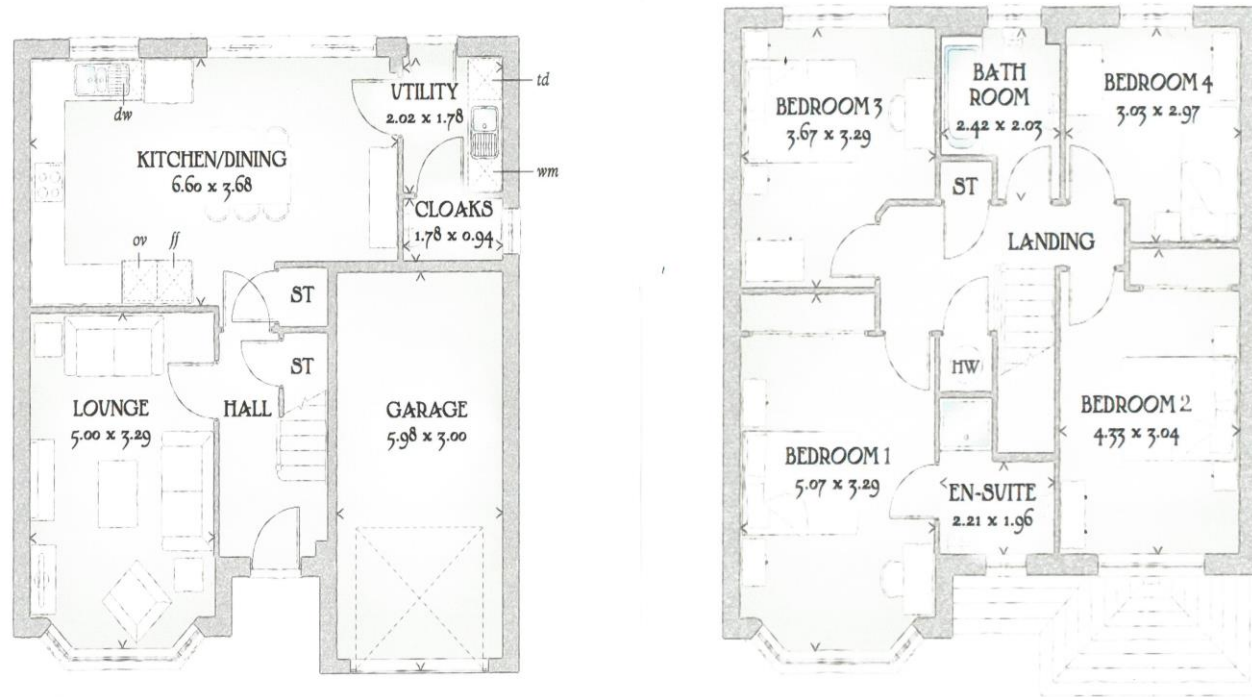 UTILITY
2.02 x 1.78
td
dw
wm
KITCHEN/DINING
6.60 x 3.68
CLOAKS
1.78 x 0.94
ov
ff
ST
ST
LOUNGE
5.00 x 3.29
HALL
GARAGE
5.98 x 3.00
BEDROOM 3
3.67 x 3.29
BATH
ROOM
2.42 x 2.03
BEDROOM 4
3.03 x 2.97
ST
LANDING
HW
BEDROOM 1
5.07 x 3.29
EN-SUITE
2.21 x 1.96
BEDROOM 2
4.33 x 3.04